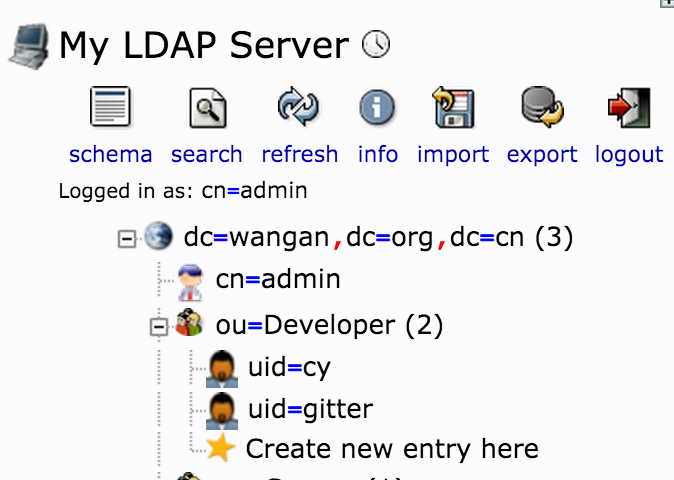 My LDAP Server
schema search refresh info import export logout
Logged in as: cn=admin
dc=wangan,dc=org,dc=cn (3)
cn=admin
ou=Developer (2)
uid=cy
uid=gitter
Create new entry here